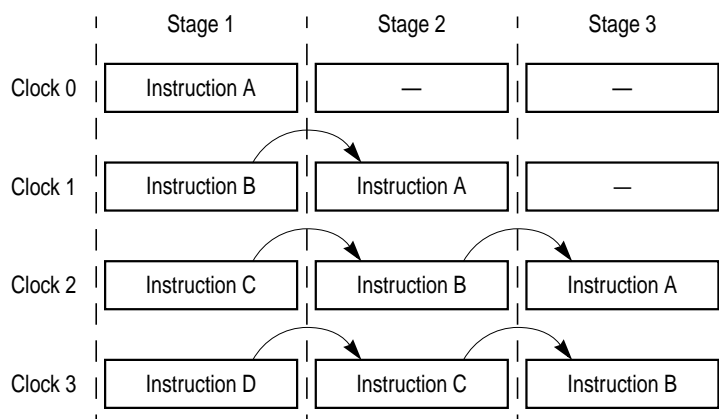 Stage 1 Stage 2 Stage 3
Clock 0 Instruction A — —
Clock 1 Instruction B Instruction A —
Clock 2 Instruction C Instruction B Instruction A
Clock 3 Instruction D Instruction C Instruction B